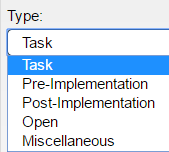 Type:
Task
Task
Pre-Implementation
Post-Implementation
Open
Miscellaneous